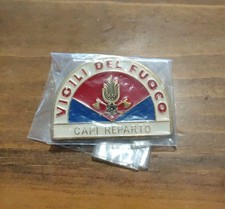 VIGILI DEL FUOCO
CAPI REPARTO